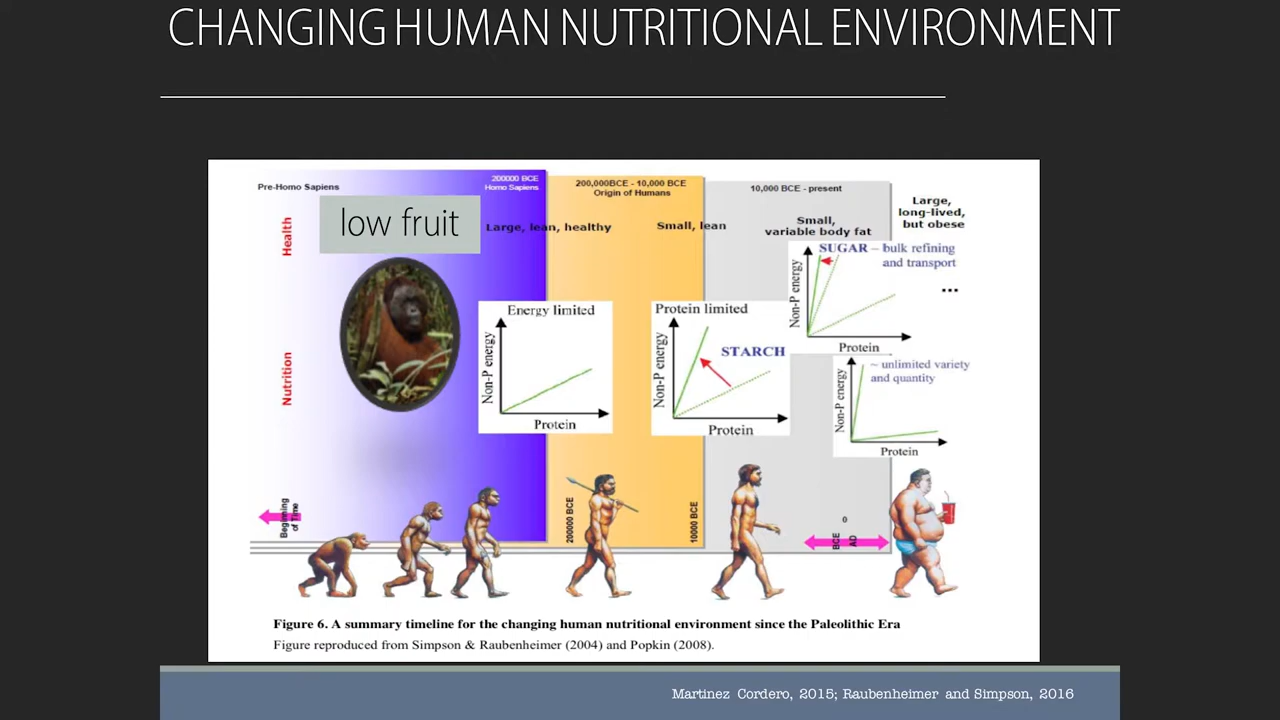 CHANGING HUMAN NUTRITIONAL ENVIRONMENT
Pre-Homo Sapiens
200000 BCE
Homo Sapiens
200,000BCE - 10,000 BCE
Origin of Humans
10,000 BCE - present
Large,
long-lived,
but obese
Health
low fruit
Large, lean, healthy
Small, lean
Small,
variable body fat
SUGAR – bulk refining
and transport
...
Non-P energy
Protein
Nutrition
Energy limited
Non-P energy
Protein
Protein limited
STARCH
Non-P energy
Protein
~ unlimited variety
and quantity
Non-P energy
Protein
Beginning
of Time
200000 BCE
10000 BCE
0
BCE
AD
Figure 6. A summary timeline for the changing human nutritional environment since the Paleolithic Era
Figure reproduced from Simpson & Raubenheimer (2004) and Popkin (2008).
Martinez Cordero, 2015; Raubenheimer and Simpson, 2016